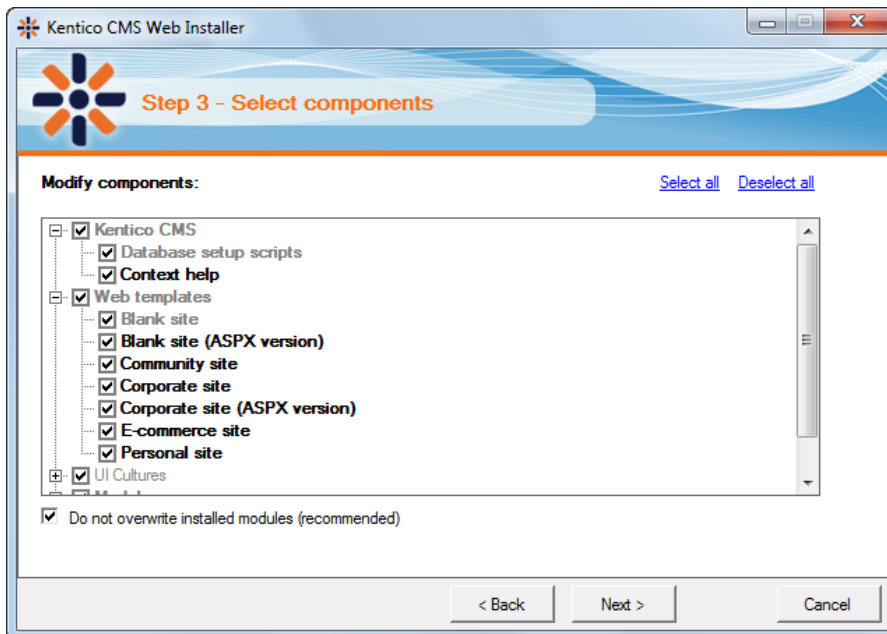 Kentico CMS Web Installer
Step 3 - Select components
Modify components:
Select all Deselect all
Kentico CMS
Database setup scripts
Context help
Web templates
Blank site
Blank site (ASPX version)
Community site
Corporate site
Corporate site (ASPX version)
E-commerce site
Personal site
UI Cultures
Do not overwrite installed modules (recommended)
< Back Next > Cancel